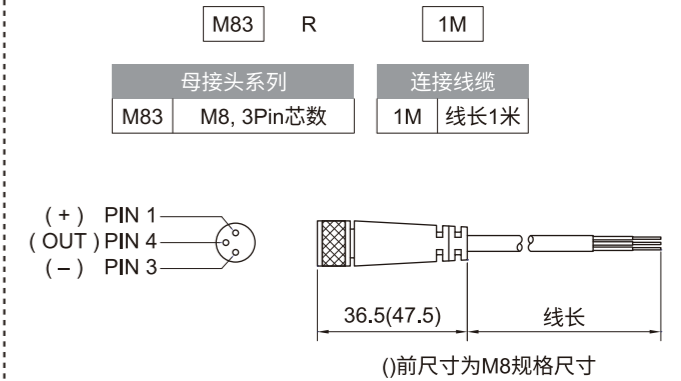 M83 R 1M
母接头系列 连接线缆
M83 M8, 3Pin芯数 1M 线长1米
( + ) PIN 1
( OUT ) PIN 4
( – ) PIN 3
36.5(47.5) 线长
()前尺寸为M8规格尺寸